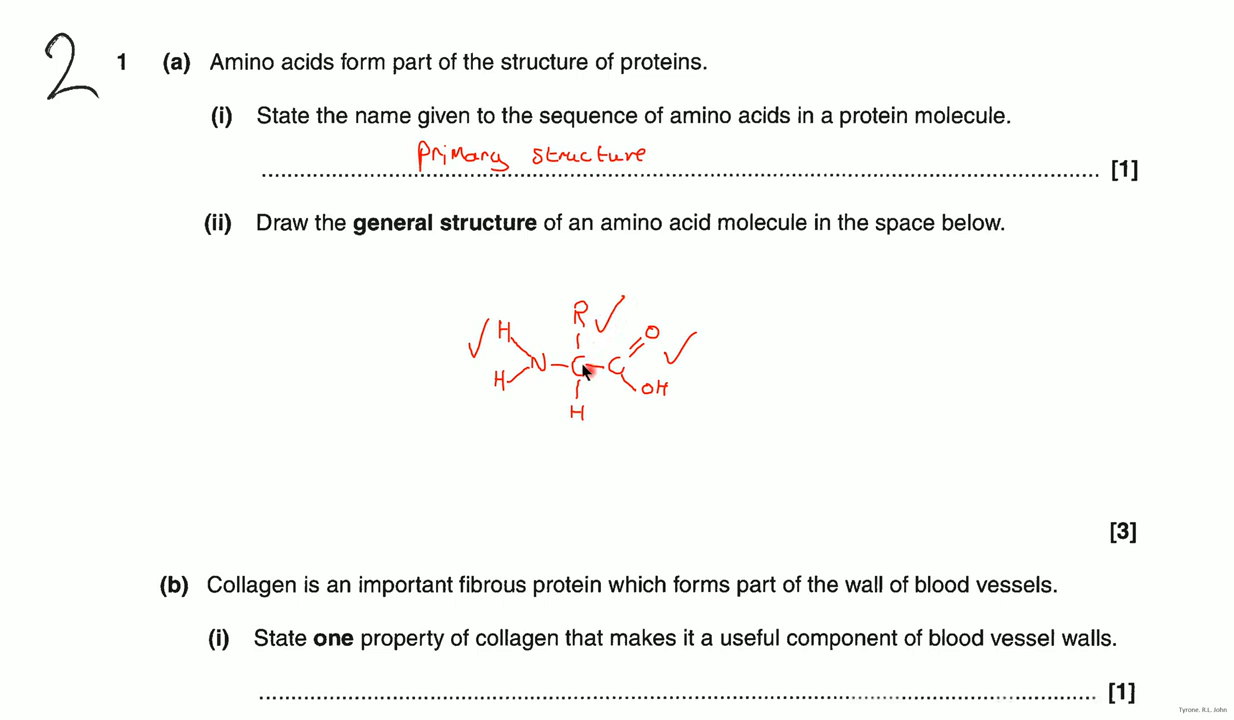 2
1 (a) Amino acids form part of the structure of proteins.
(i) State the name given to the sequence of amino acids in a protein molecule.
Primary structure
[1]
(ii) Draw the general structure of an amino acid molecule in the space below.
R
H O
N C C
H OH
H
[3]
(b) Collagen is an important fibrous protein which forms part of the wall of blood vessels.
(i) State one property of collagen that makes it a useful component of blood vessel walls.
[1]
Tyrone. R.L. John